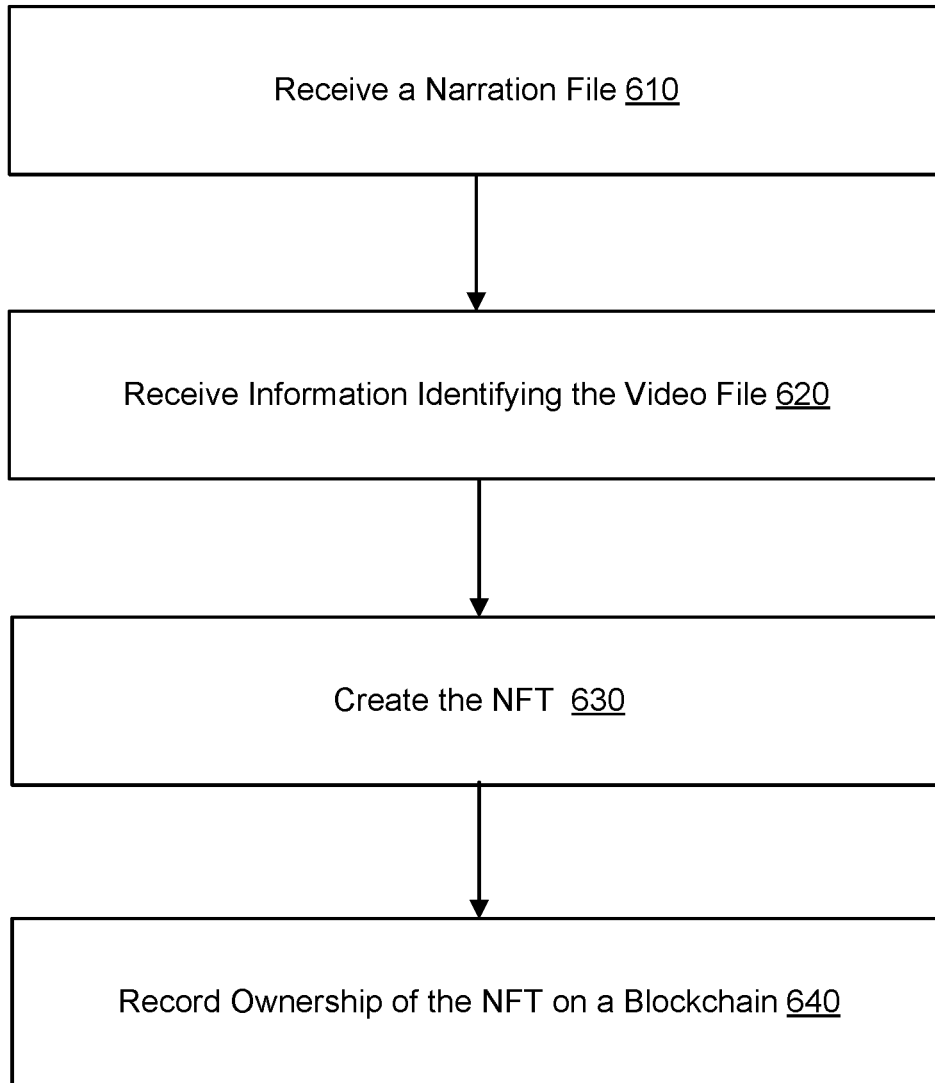 Receive a Narration File 610
Receive Information Identifying the Video File 620
Create the NFT 630
Record Ownership of the NFT on a Blockchain 640